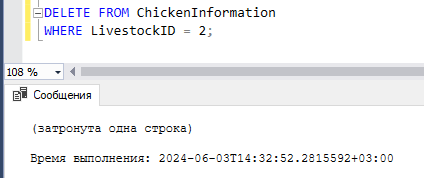 DELETE FROM ChickenInformation
WHERE LivestockID = 2;
108 %
Сообщения
(затронута одна строка)
Время выполнения: 2024-06-03T14:32:52.2815592+03:00